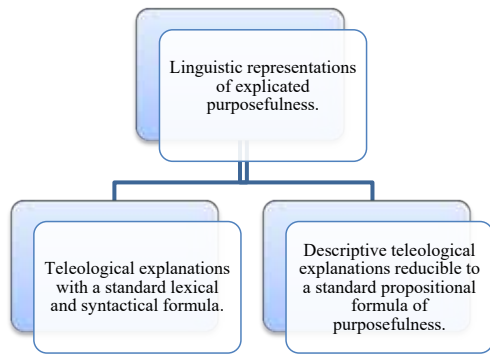 Linguistic representations
of explicated
purposefulness.
Teleological explanations
with a standard lexical
and syntactical formula.
Descriptive teleological
explanations reducible to
a standard propositional
formula of
purposefulness.